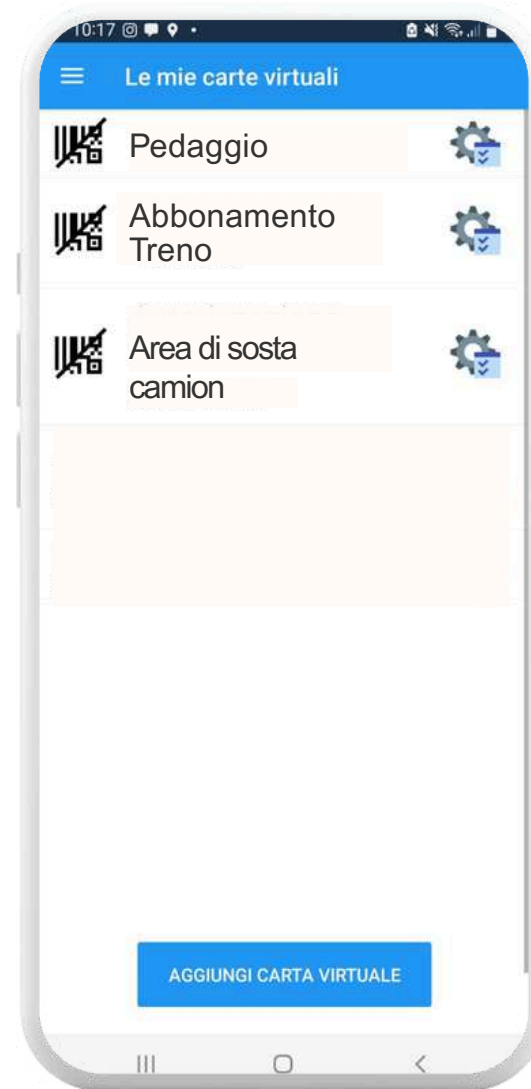 10:17
Le mie carte virtuali
Pedaggio
Abbonamento
Treno
Area di sosta
camion
AGGIUNGI CARTA VIRTUALE